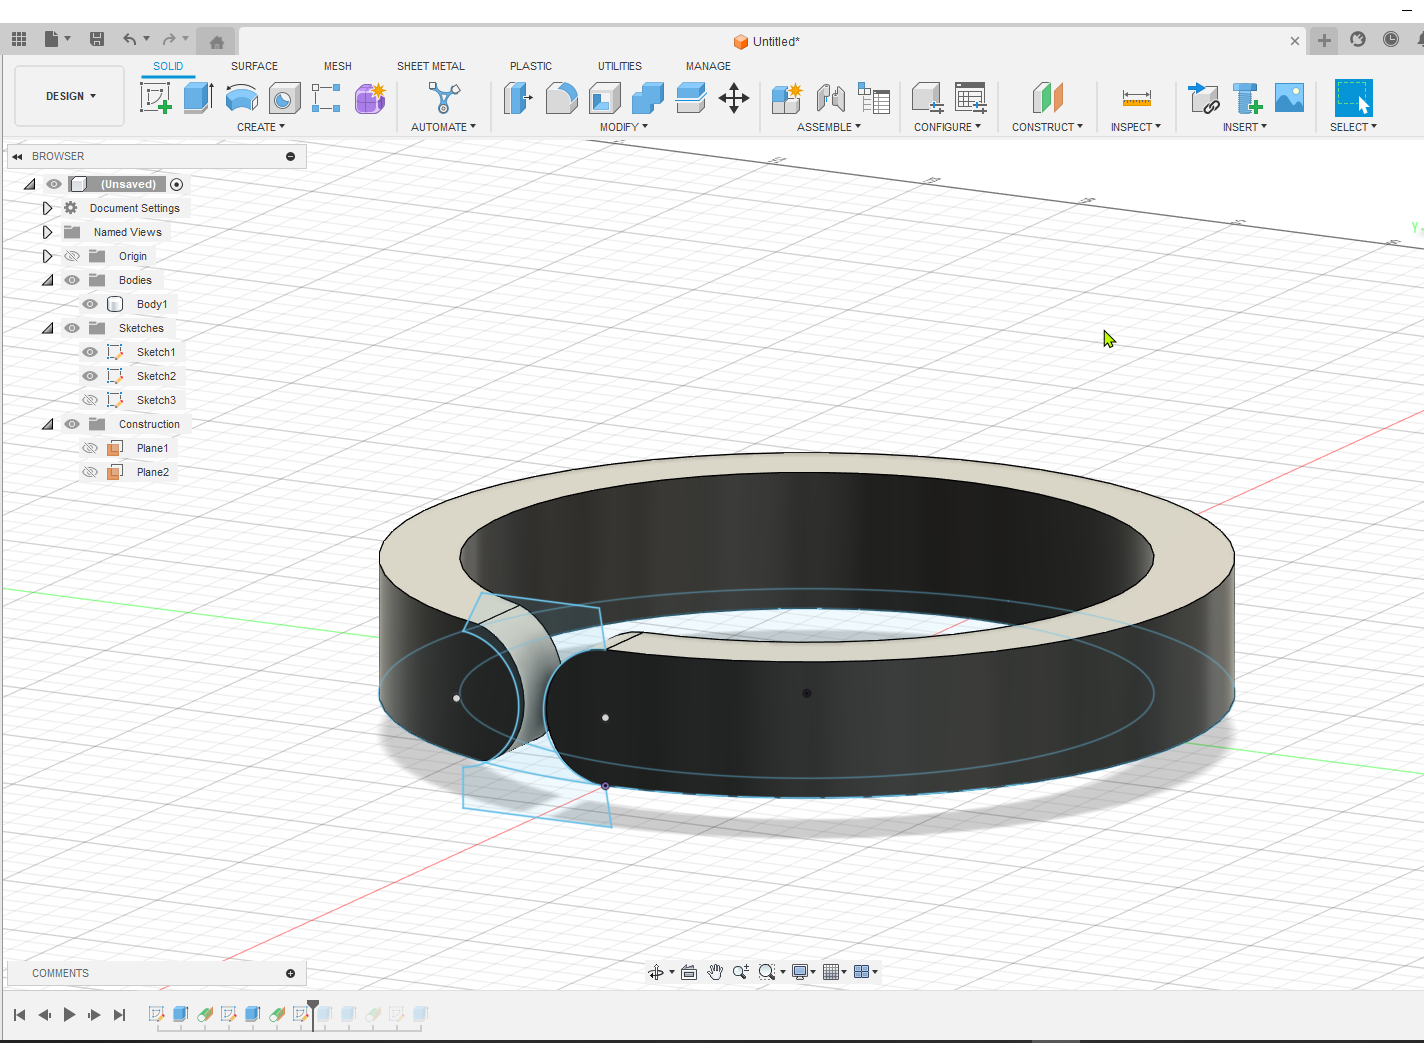 Untitled*
DESIGN
SOLID
SURFACE
MESH
SHEET METAL
PLASTIC
UTILITIES
MANAGE
CREATE
AUTOMATE
MODIFY
ASSEMBLE
CONFIGURE
CONSTRUCT
INSPECT
INSERT
SELECT
BROWSER
(Unsaved)
Document Settings
Named Views
Origin
Bodies
Body1
Sketches
Sketch1
Sketch2
Sketch3
Construction
Plane1
Plane2
Y
COMMENTS